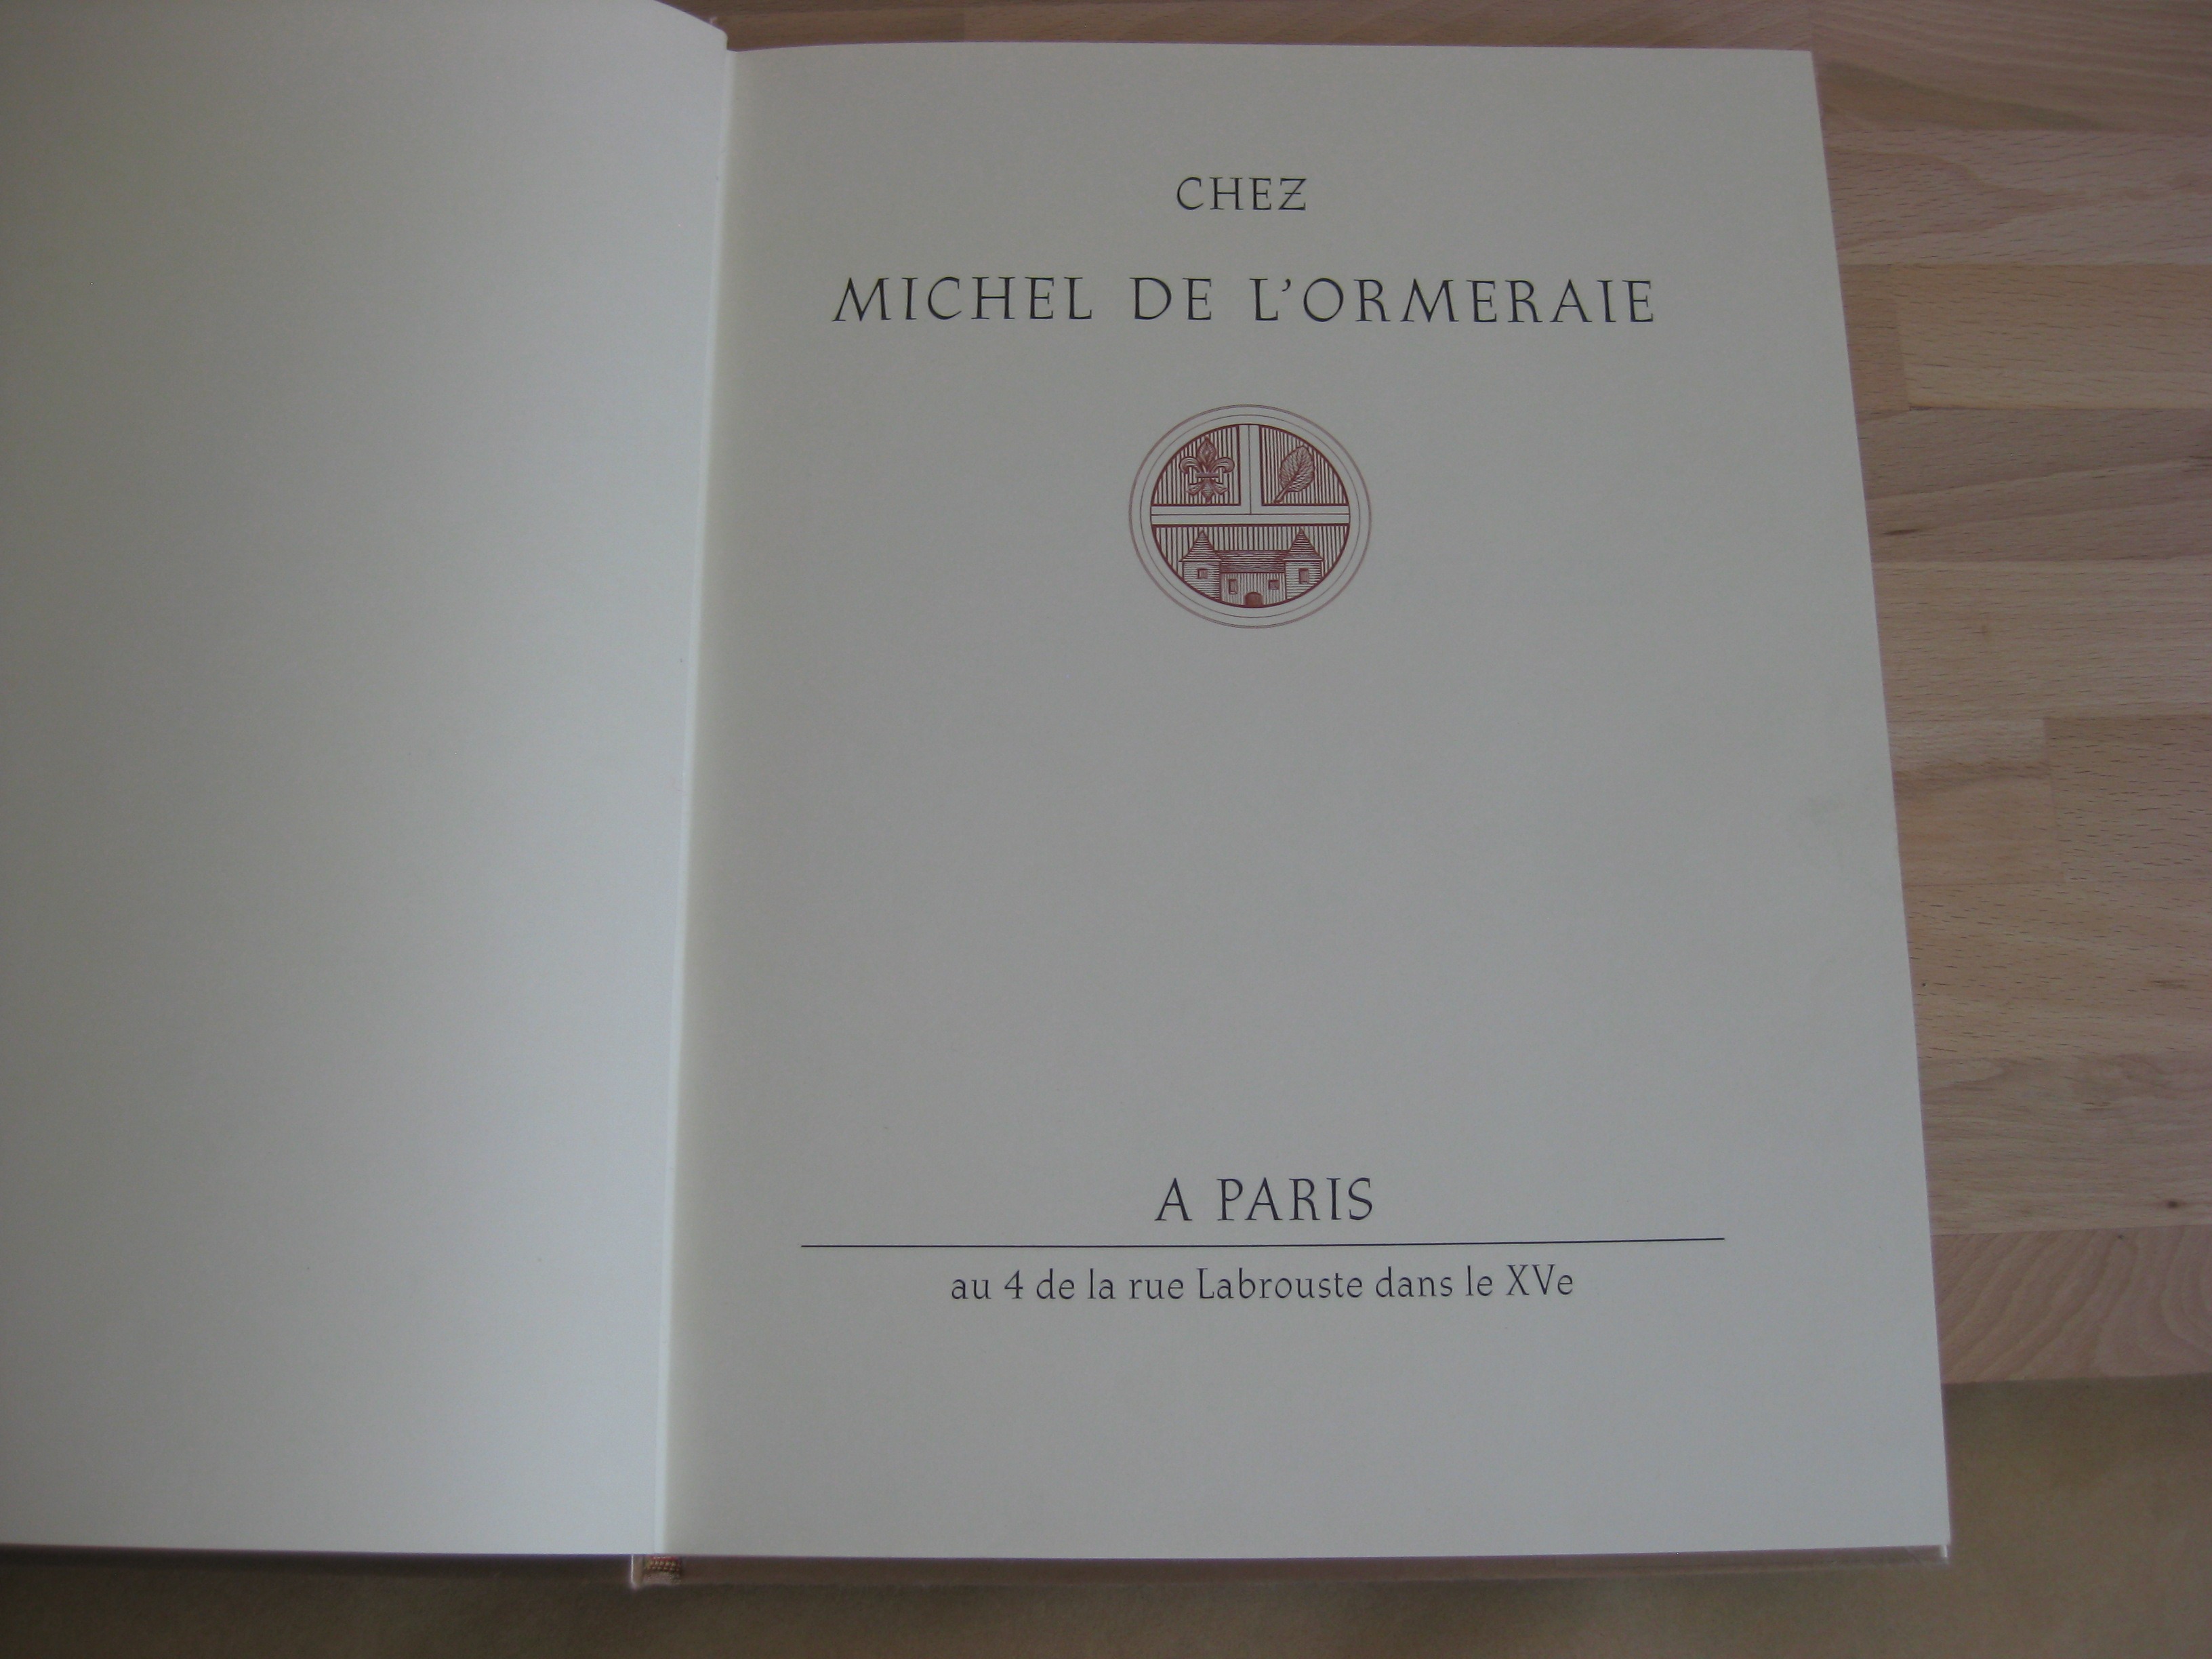 CHEZ
MICHEL DE L'ORMERAIE
A PARIS
au 4 de la rue Labrouste dans le XVe